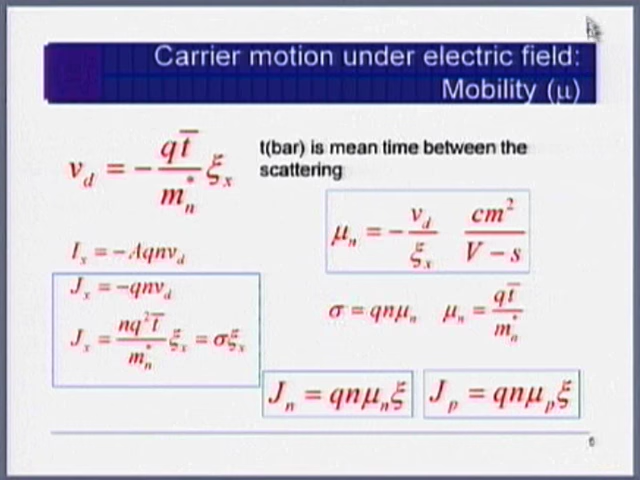 Carrier motion under electric field:
Mobility (μ)
v_d = − (q t̄ / m_n^*) ξ_x
t(bar) is mean time between the
scattering
μ_n = − v_d / ξ_x  cm² / V − s
I_x = −Aqnv_d
J_x = −qnv_d
J_x = (nq² t̄ / m_n^*) ξ_x = σξ_x
σ = qnμ_n  μ_n = q t̄ / m_n^*
J_n = qnμ_nξ  J_p = qnμ_pξ
6